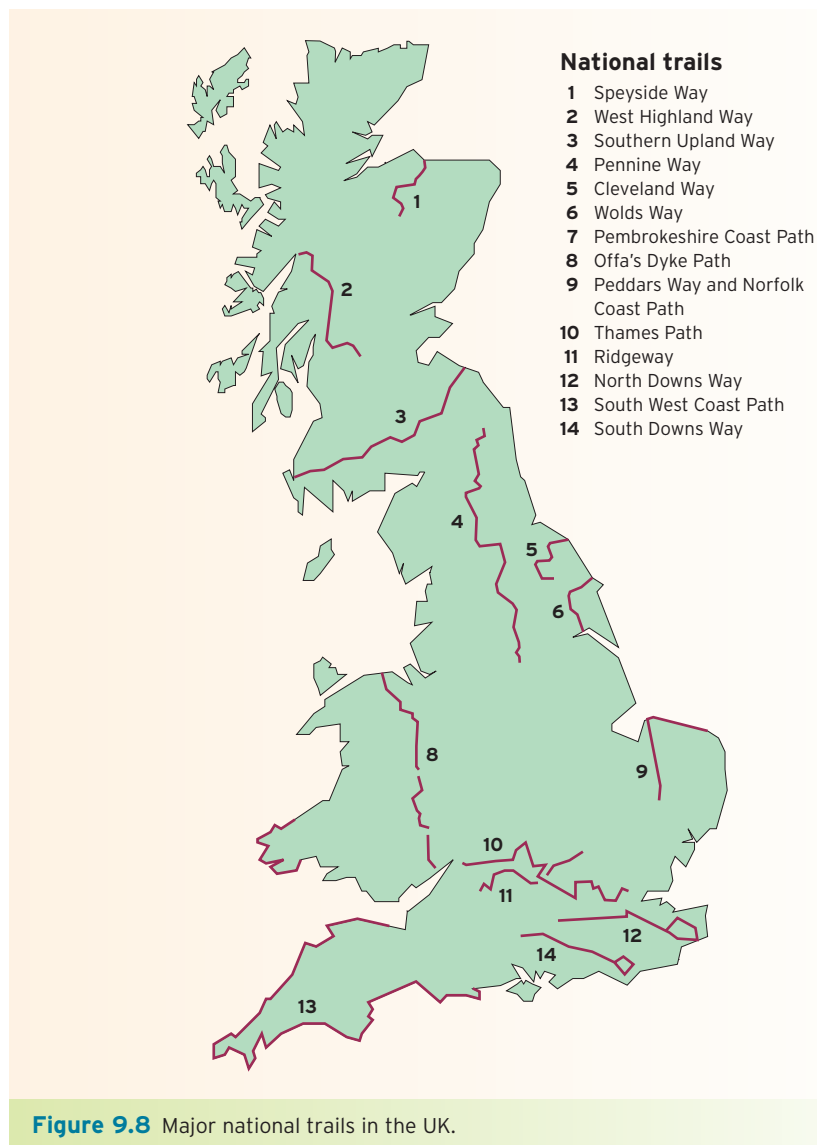 National trails
1 Speyside Way
2 West Highland Way
3 Southern Upland Way
4 Pennine Way
5 Cleveland Way
6 Wolds Way
7 Pembrokeshire Coast Path
8 Offa's Dyke Path
9 Peddars Way and Norfolk
Coast Path
10 Thames Path
11 Ridgeway
12 North Downs Way
13 South West Coast Path
14 South Downs Way
1
2
3
4
5
6
8
9
10
11
12
14
13
Figure 9.8 Major national trails in the UK.